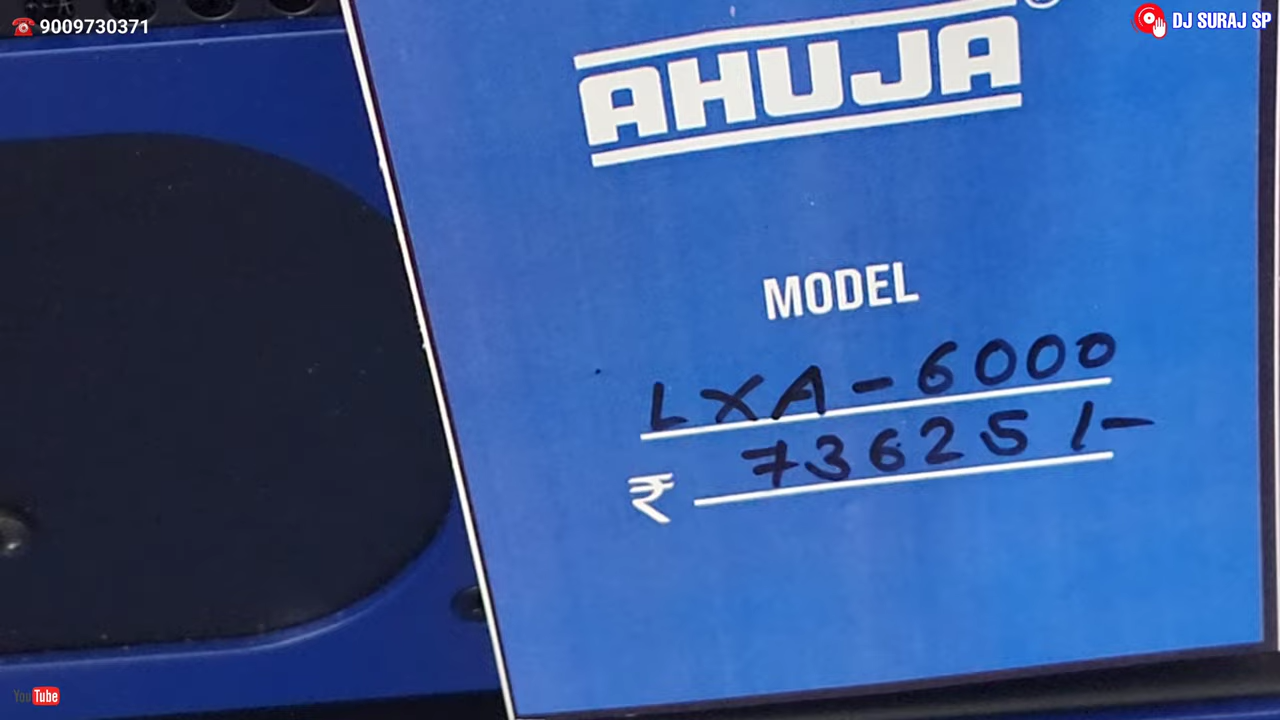 ☎️ 9009730371
DJ SURAJ SP
AHUJA
MODEL
LXA-6000
₹ 73625/-
YouTube